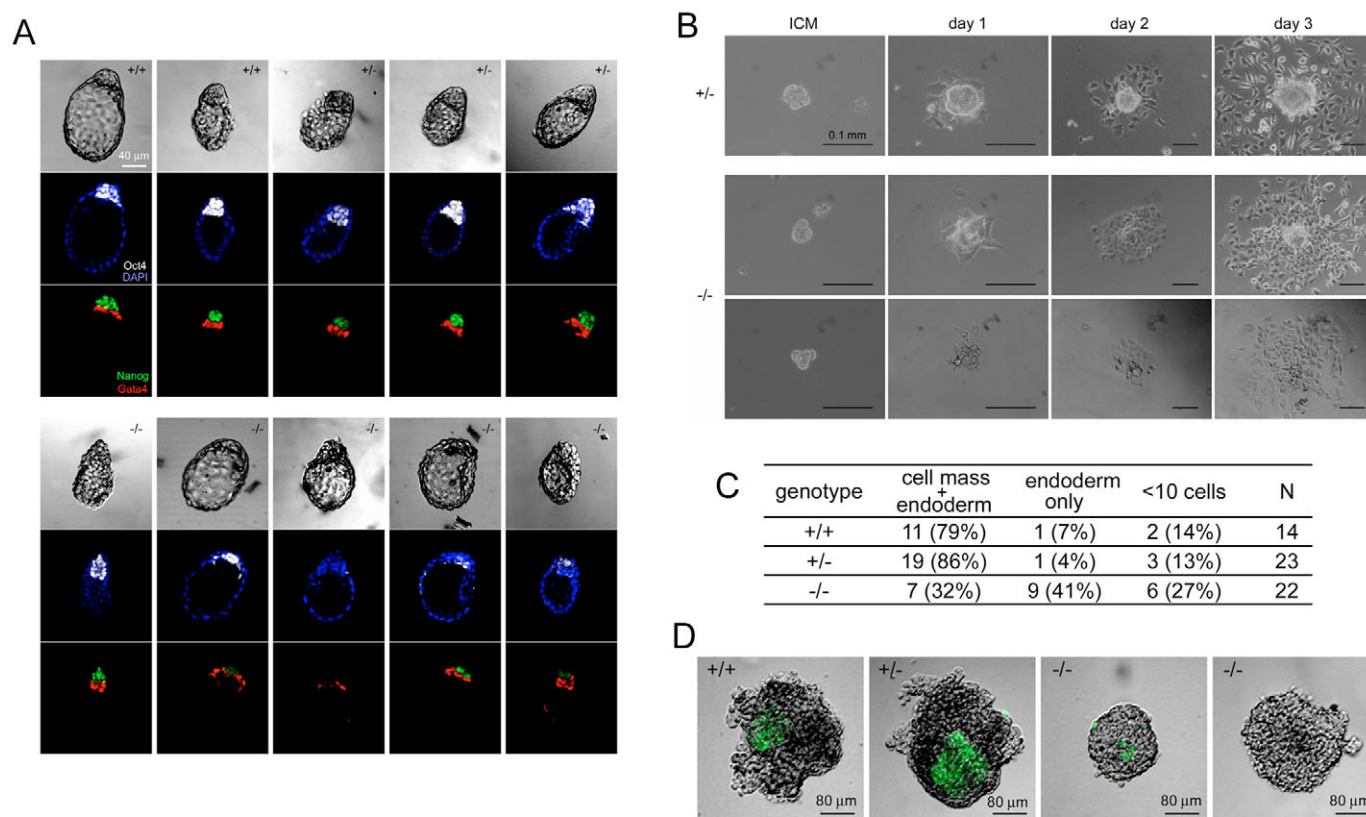 A
+/+
+/+
+/-
+/-
+/-
40 μm
Oct4
DAPI
Nanog
Gata4
-/-
-/-
-/-
-/-
-/-
B
ICM
day 1
day 2
day 3
+/-
0.1 mm
-/-
C
genotype
cell mass
+
endoderm
endoderm
only
<10 cells
N
+/+ 11 (79%) 1 (7%) 2 (14%) 14
+/- 19 (86%) 1 (4%) 3 (13%) 23
-/- 7 (32%) 9 (41%) 6 (27%) 22
D
+/+
+/-
-/-
-/-
80 μm
80 μm
80 μm
80 μm